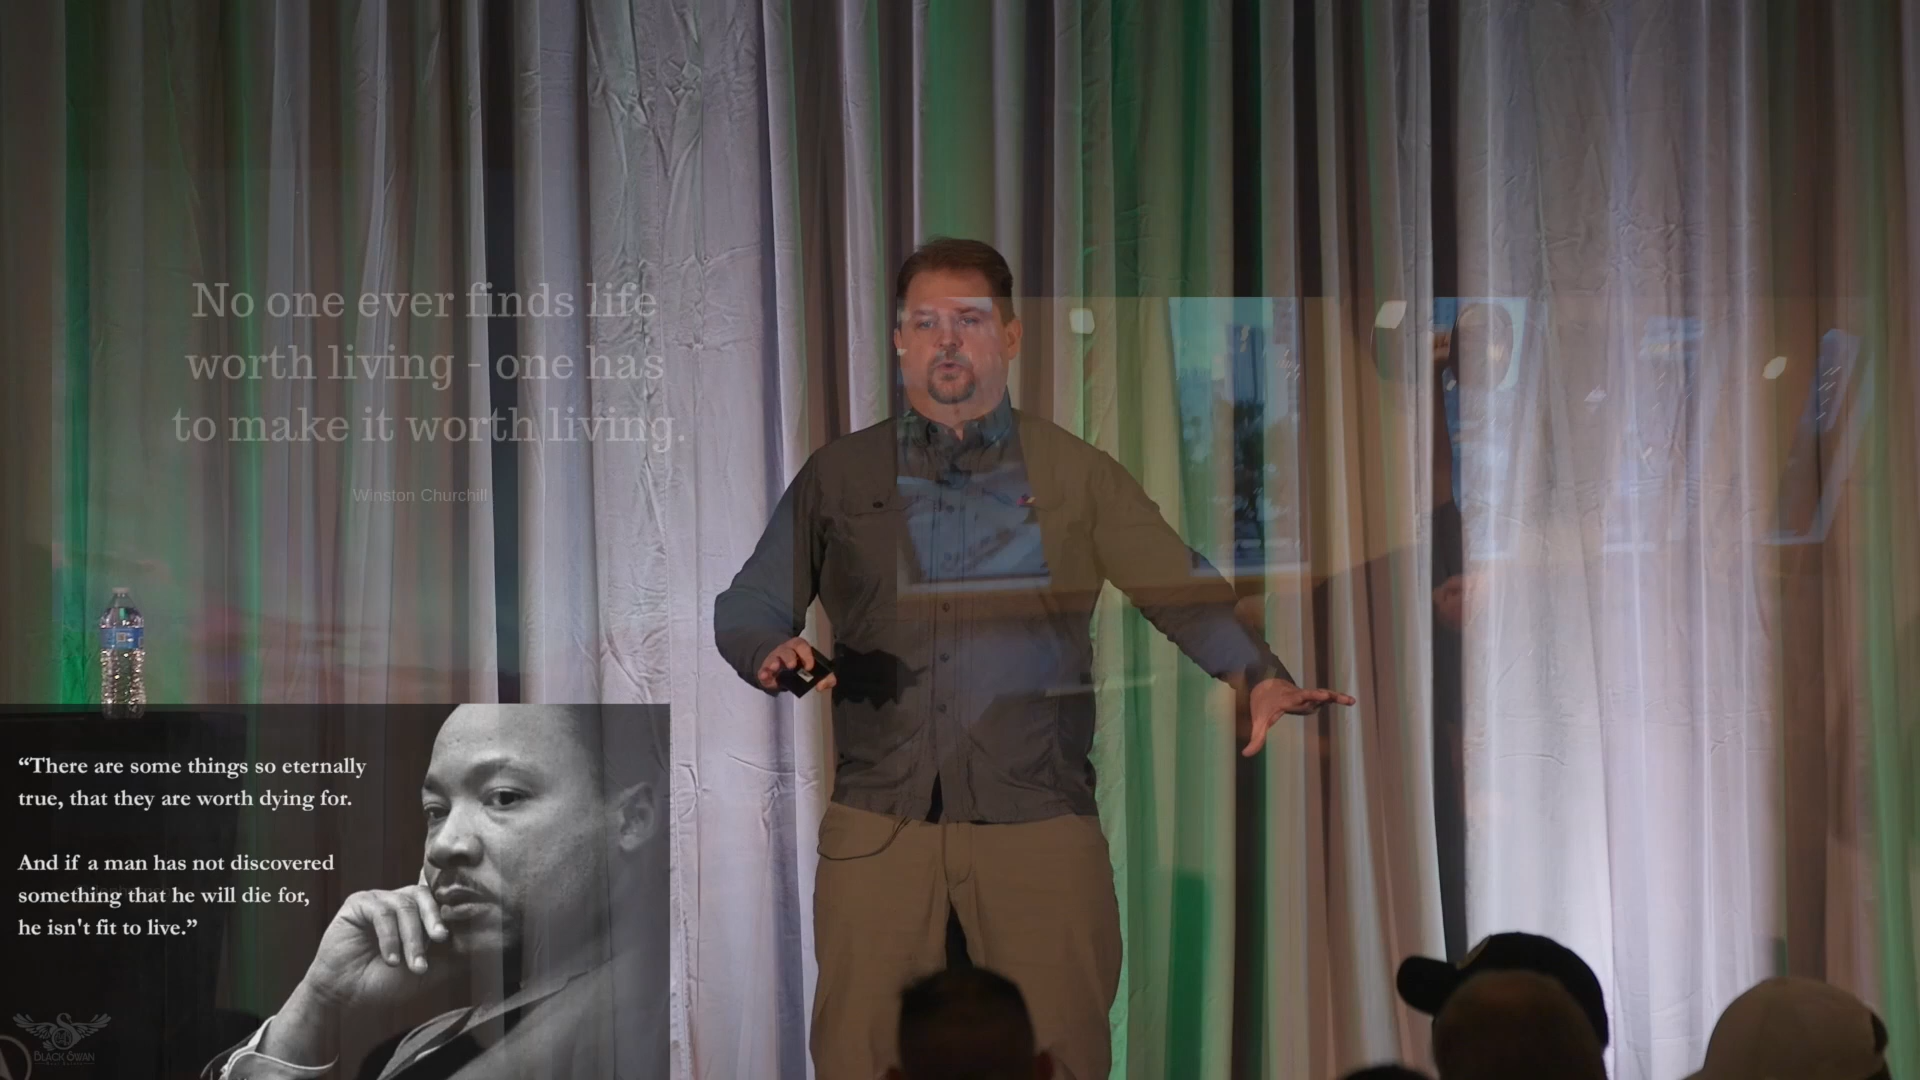 No one ever finds life
worth living - one has
to make it worth living.
Winston Churchill
“There are some things so eternally
true, that they are worth dying for.
And if a man has not discovered
something that he will die for,
he isn't fit to live.”
BLACK SWAN